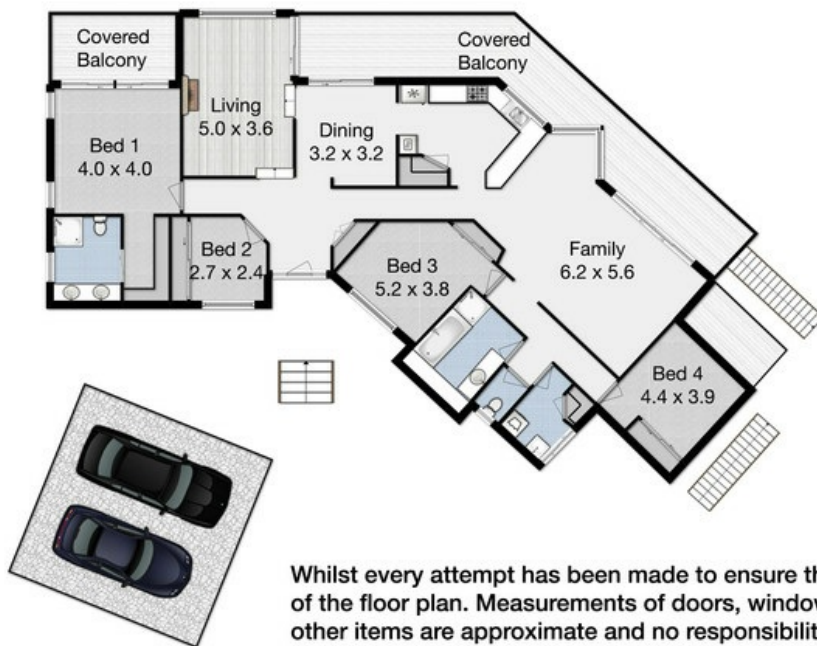 Covered
Balcony
Covered
Balcony
Living
5.0 x 3.6
Dining
3.2 x 3.2
Bed 1
4.0 x 4.0
Bed 2
2.7 x 2.4
Bed 3
5.2 x 3.8
Family
6.2 x 5.6
Bed 4
4.4 x 3.9
Whilst every attempt has been made to ensure th
of the floor plan. Measurements of doors, window
other items are approximate and no responsibilit